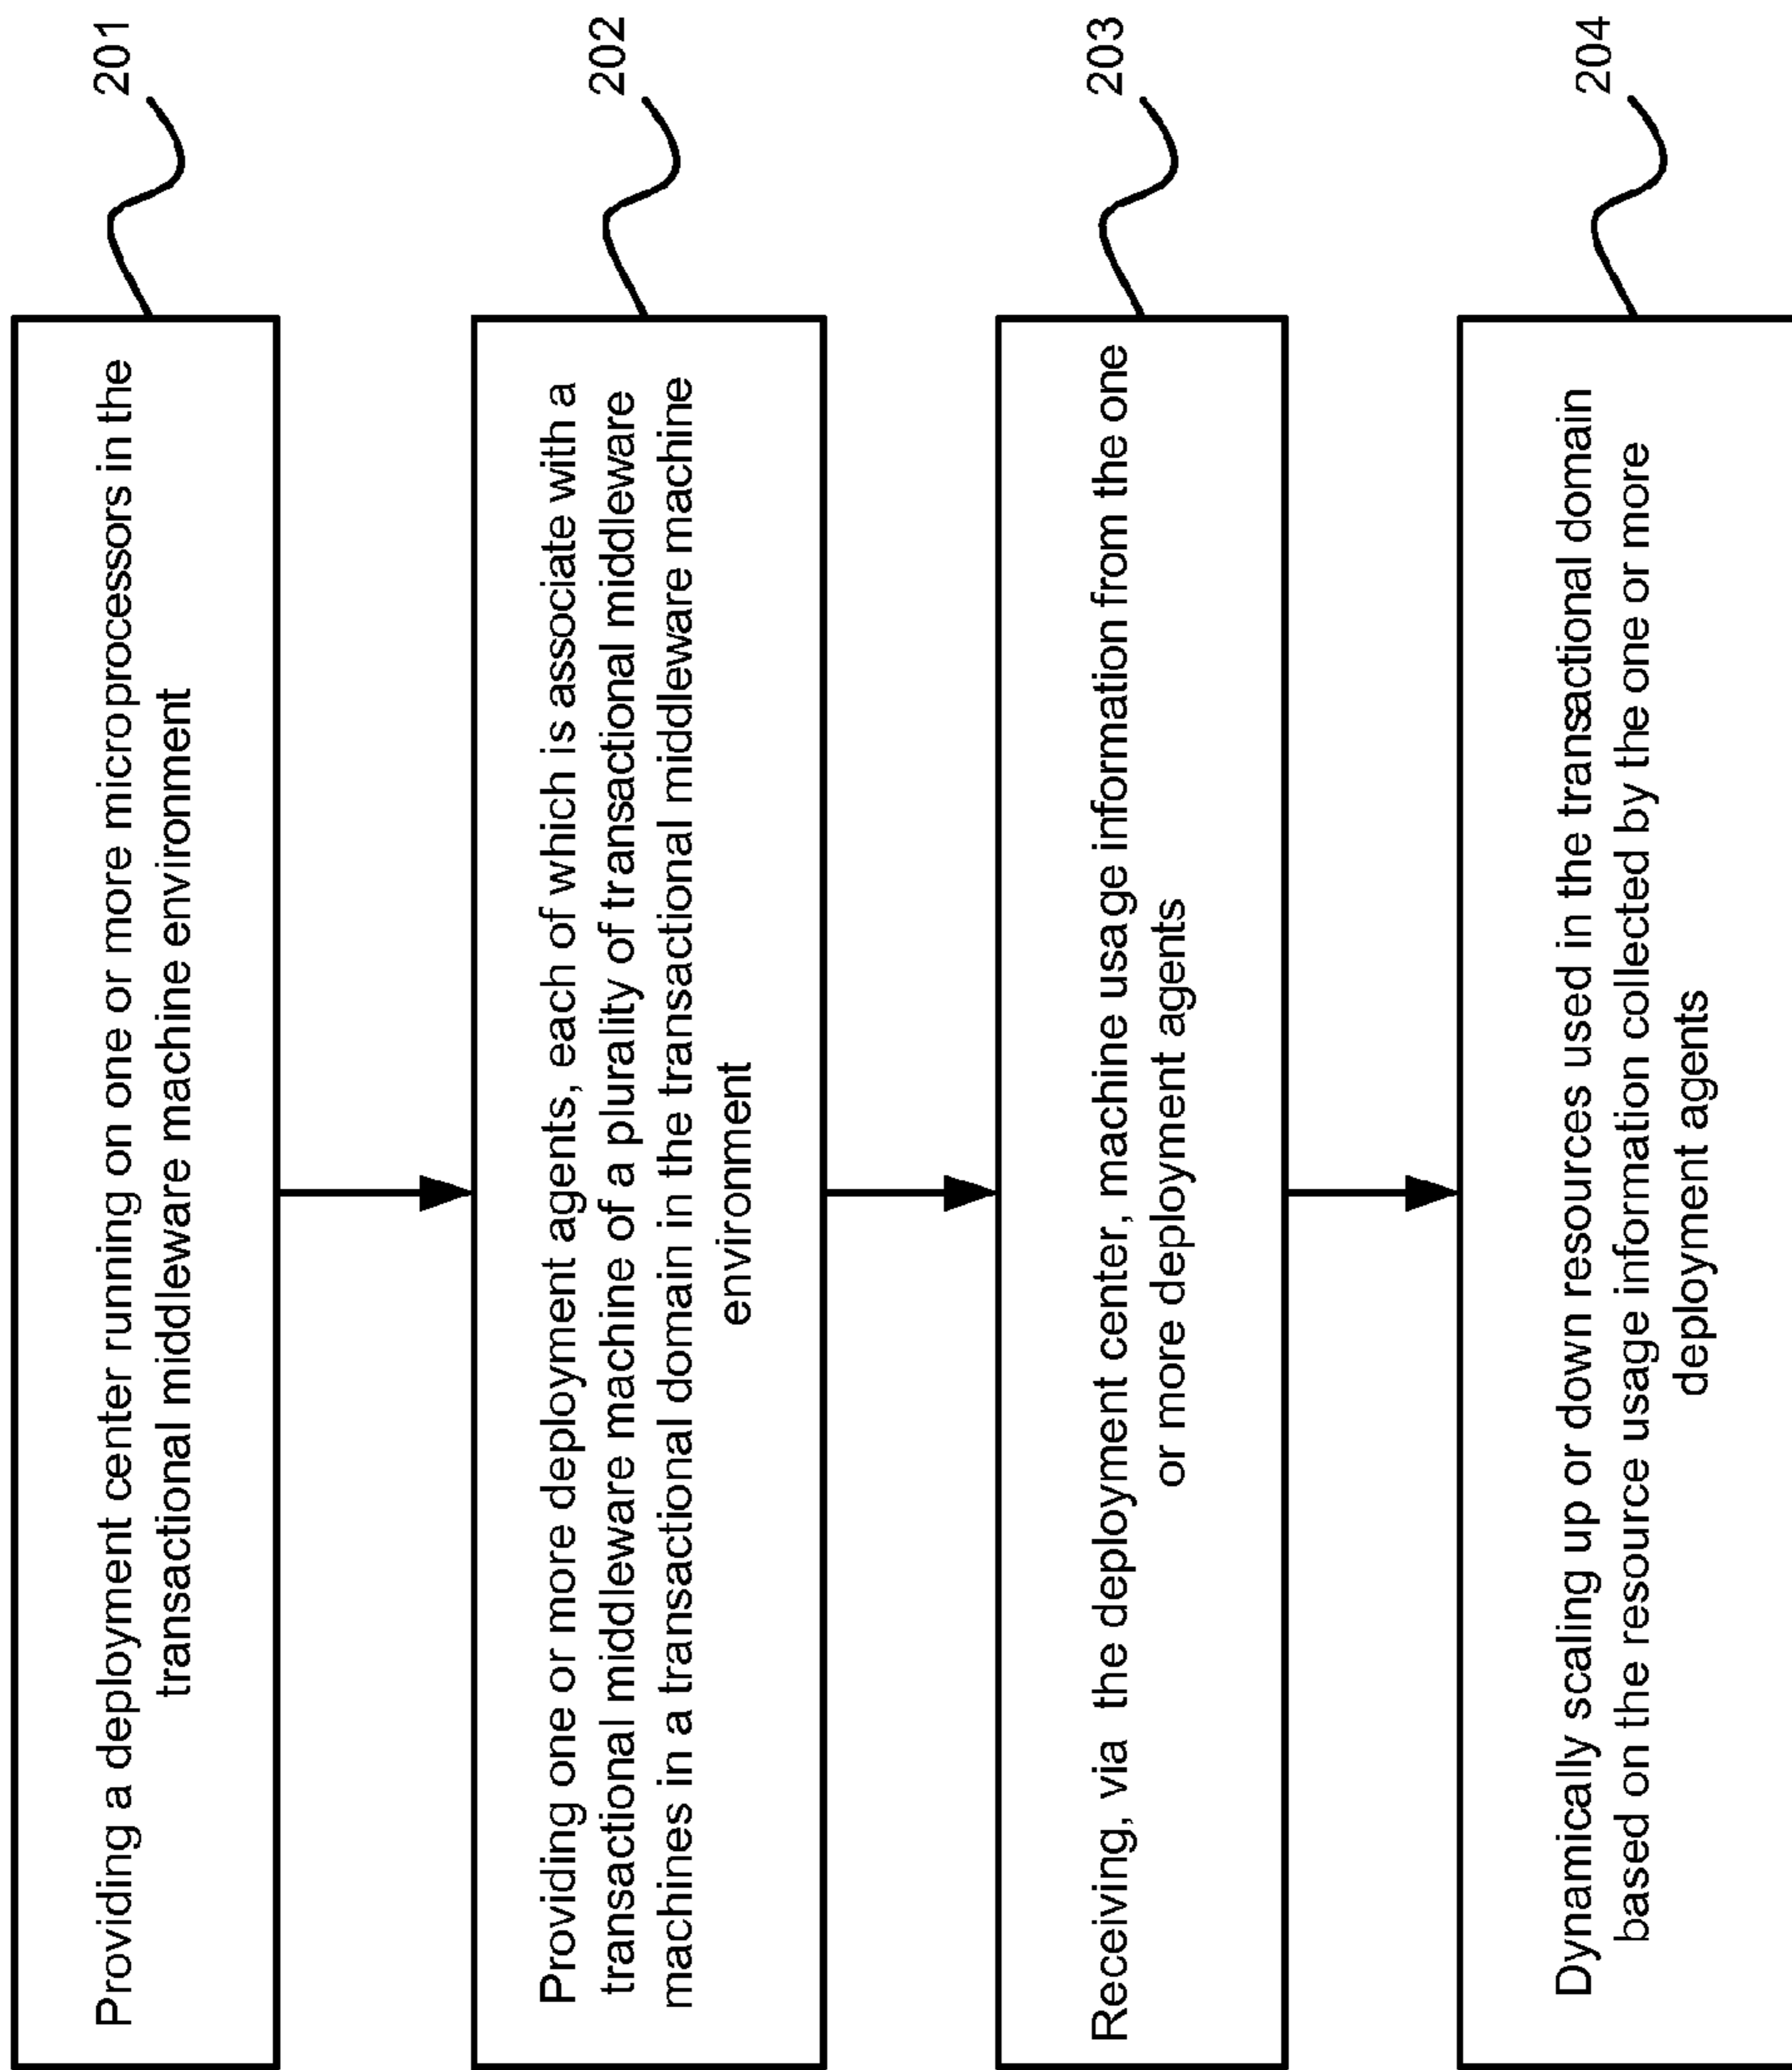 Providing a deployment center running on one or more microprocessors in the
transactional middleware machine environment
201
Providing one or more deployment agents, each of which is associate with a
transactional middleware machine of a plurality of transactional middleware
machines in a transactional domain in the transactional middleware machine
environment
202
Receiving, via the deployment center, machine usage information from the one
or more deployment agents
203
Dynamically scaling up or down resources used in the transactional domain
based on the resource usage information collected by the one or more
deployment agents
204